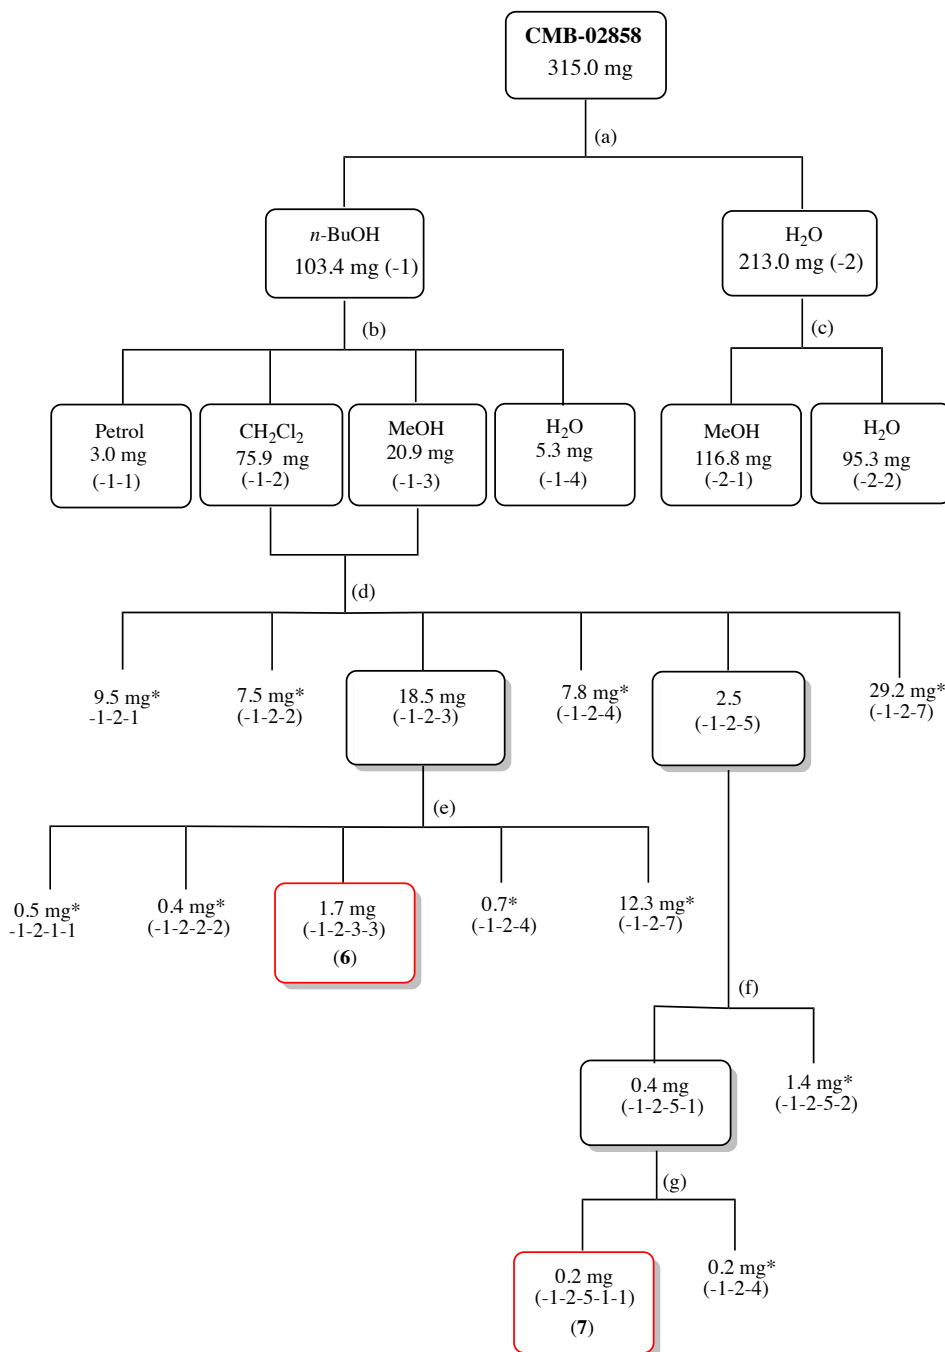 CMB-02858
315.0 mg
(a)
n-BuOH
103.4 mg (-1)
H₂O
213.0 mg (-2)
(b)
(c)
Petrol
3.0 mg
(-1-1)
CH₂Cl₂
75.9 mg
(-1-2)
MeOH
20.9 mg
(-1-3)
H₂O
5.3 mg
(-1-4)
MeOH
116.8 mg
(-2-1)
H₂O
95.3 mg
(-2-2)
(d)
9.5 mg*
-1-2-1
7.5 mg*
(-1-2-2)
18.5 mg
(-1-2-3)
7.8 mg*
(-1-2-4)
2.5
(-1-2-5)
29.2 mg*
(-1-2-7)
(e)
0.5 mg*
-1-2-1-1
0.4 mg*
(-1-2-2-2)
1.7 mg
(-1-2-3-3)
(6)
0.7*
(-1-2-4)
12.3 mg*
(-1-2-7)
(f)
0.4 mg
(-1-2-5-1)
1.4 mg*
(-1-2-5-2)
(g)
0.2 mg
(-1-2-5-1-1)
(7)
0.2 mg*
(-1-2-4)